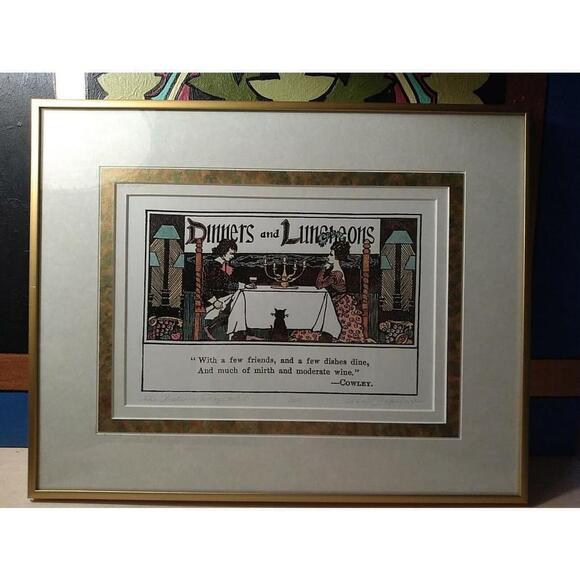 Dinners and Luncheons
“With a few friends, and a few dishes dine,
And much of mirth and moderate wine.”
—COWLEY.